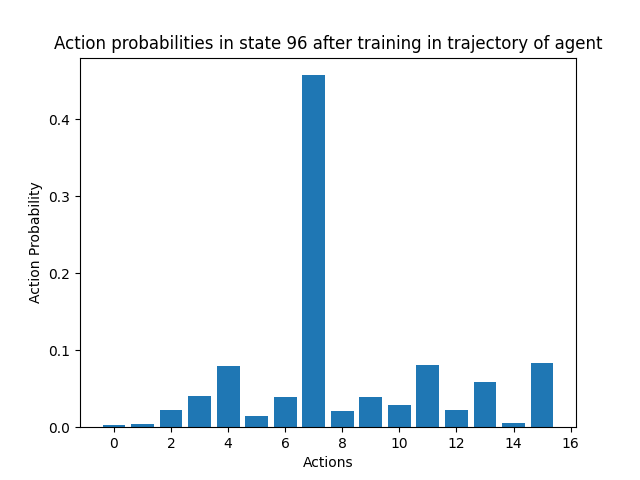 Action probabilities in state 96 after training in trajectory of agent
0.4
0.3
0.2
0.1
0.0
Action Probability
0 2 4 6 8 10 12 14 16
Actions